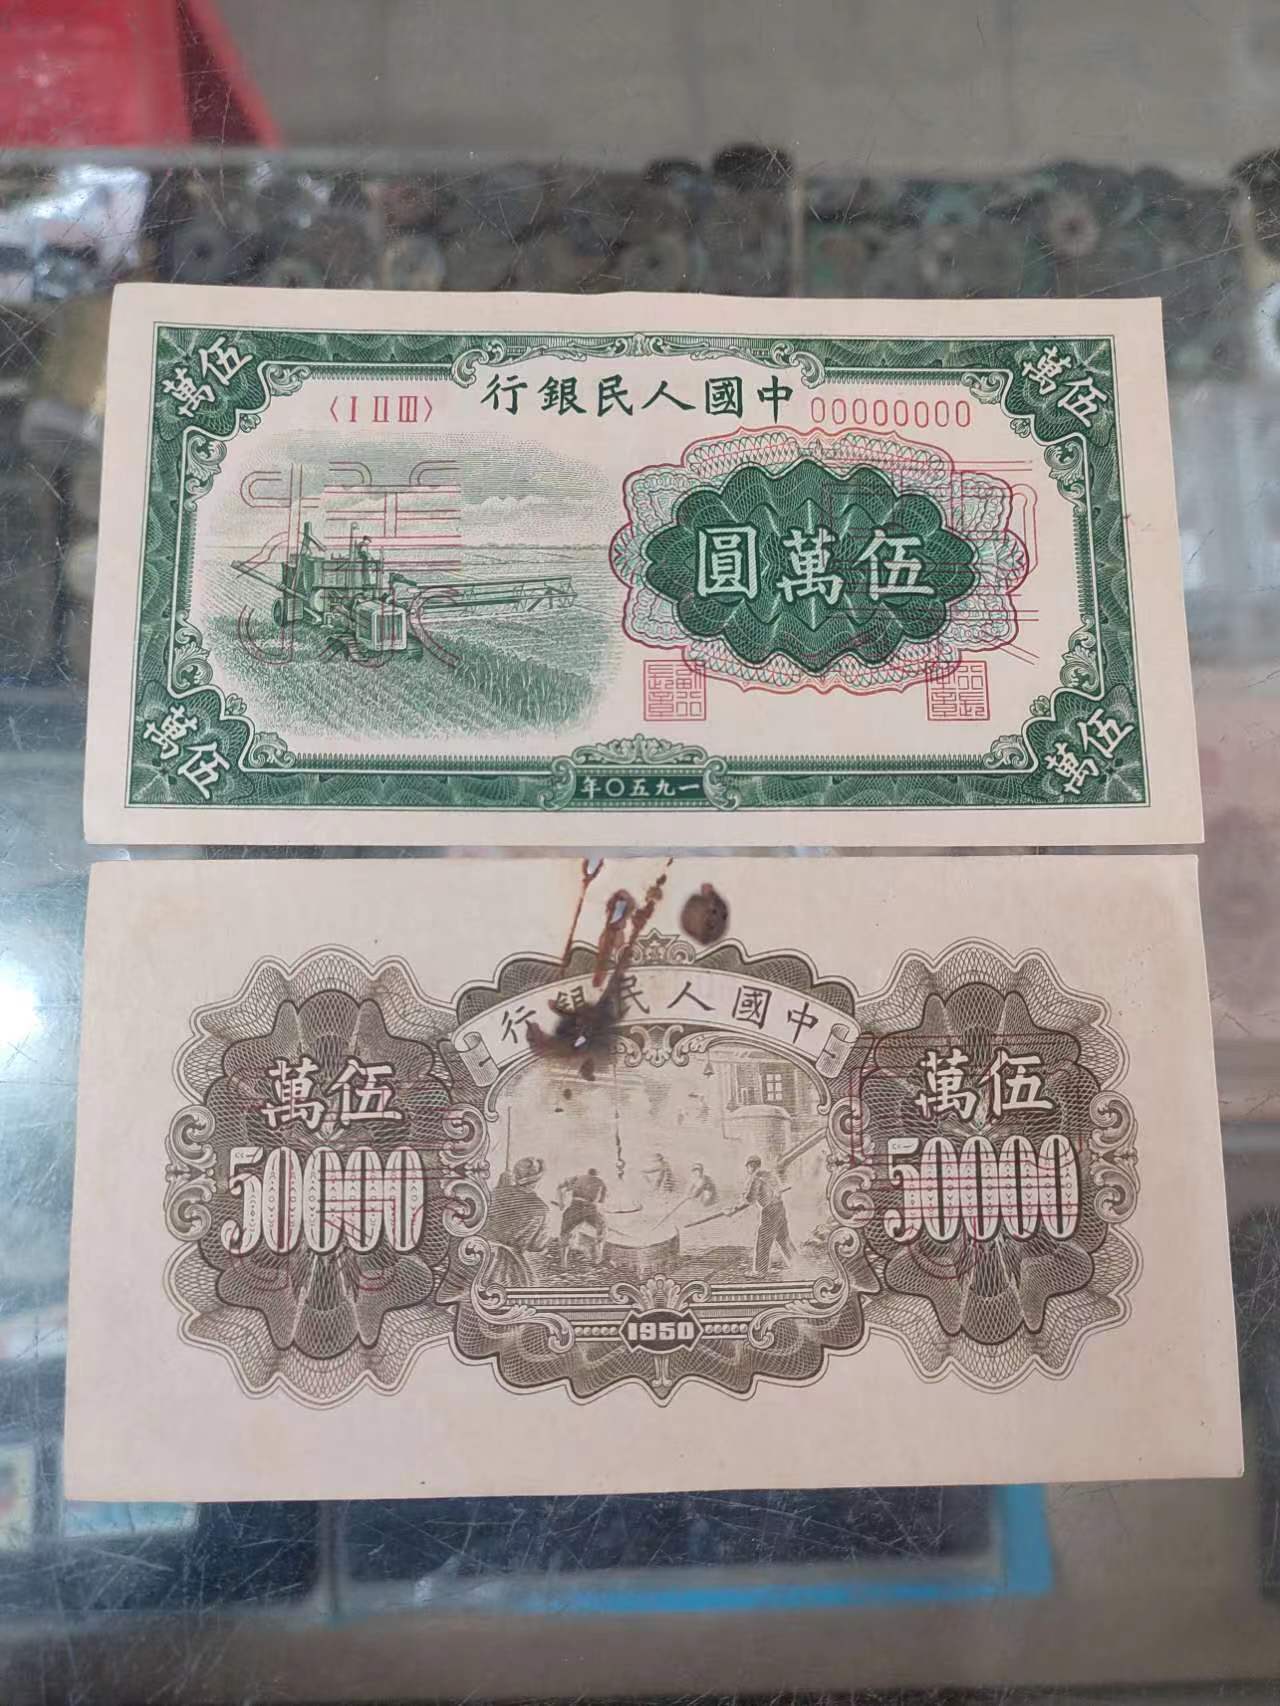 伍萬
伍萬
中國人民銀行
〈I II III〉
00000000
伍萬圓
伍萬
伍萬
一九五〇年
中國人民銀行
伍萬
伍萬
50000
50000
1950